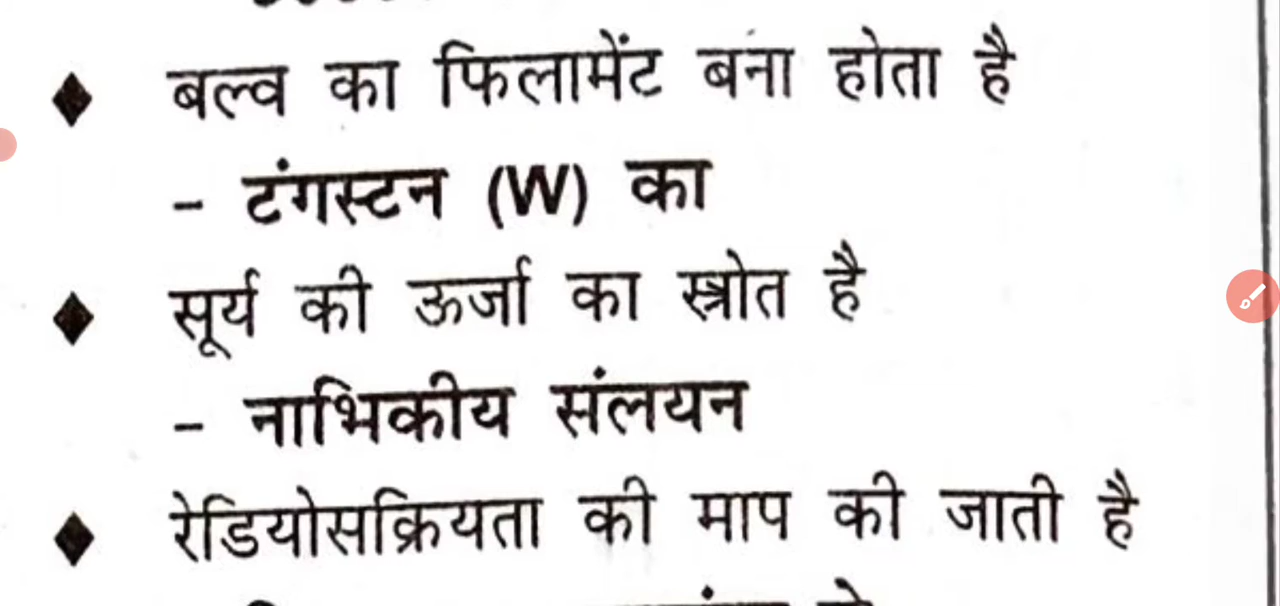 ♦ बल्व का फिलामेंट बना होता है
– टंगस्टन (W) का
♦ सूर्य की ऊर्जा का स्त्रोत है
– नाभिकीय संलयन
♦ रेडियोसक्रियता की माप की जाती है